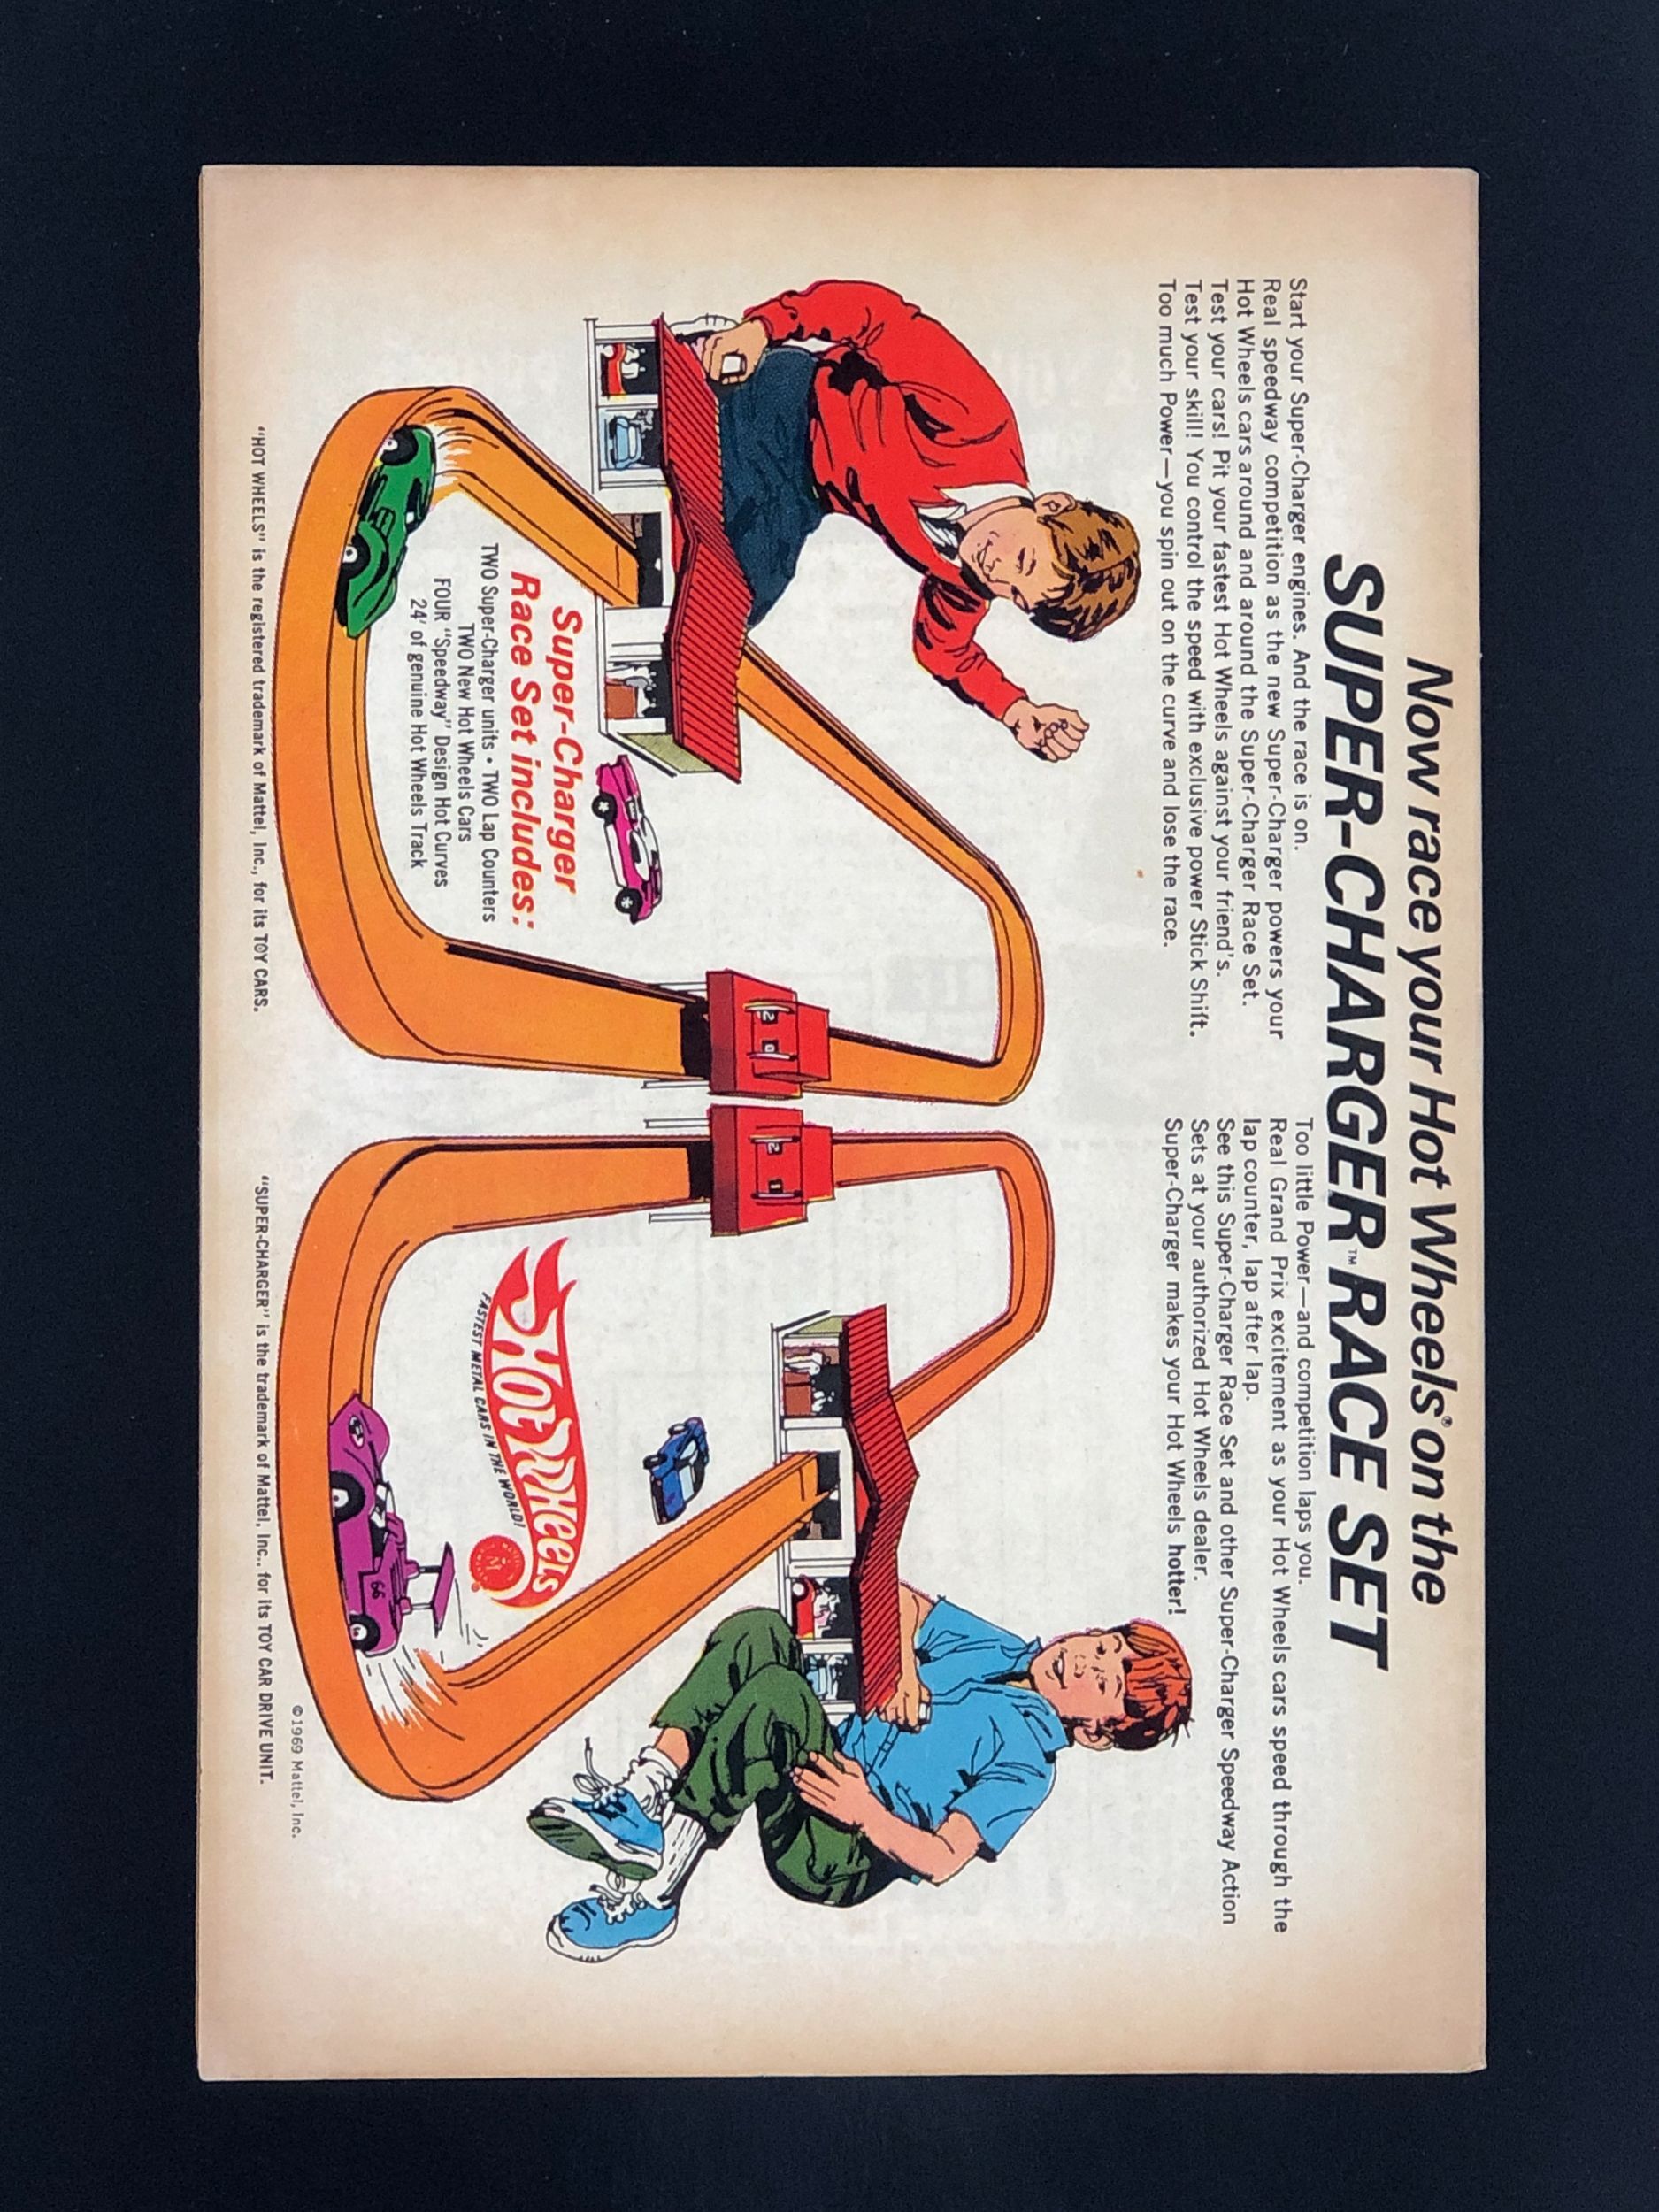 Now race your Hot Wheels® on the
SUPER-CHARGER™ RACE SET
Start your Super-Charger engines. And the race is on.
Real speedway competition as the new Super-Charger powers your
Hot Wheels cars around and around the Super-Charger Race Set.
Test your cars! Pit your fastest Hot Wheels against your friend's.
Test your skill! You control the speed with exclusive power Stick Shift.
Too much Power—you spin out on the curve and lose the race.
Too little Power—and competition laps you.
Real Grand Prix excitement as your Hot Wheels cars speed through the
lap counter, lap after lap.
See this Super-Charger Race Set and other Super-Charger Speedway Action
Sets at your authorized Hot Wheels dealer.
Super-Charger makes your Hot Wheels hotter!
2 0
2 1
Super-Charger
Race Set includes:
TWO Super-Charger units • TWO Lap Counters
TWO New Hot Wheels Cars
FOUR "Speedway" Design Hot Curves
24' of genuine Hot Wheels Track
HOT WHEELS
FASTEST METAL CARS IN THE WORLD!
M
®
66
©1969 Mattel, Inc.
"HOT WHEELS" is the registered trademark of Mattel, Inc., for its TOY CARS.
"SUPER-CHARGER" is the trademark of Mattel, Inc., for its TOY CAR DRIVE UNIT.